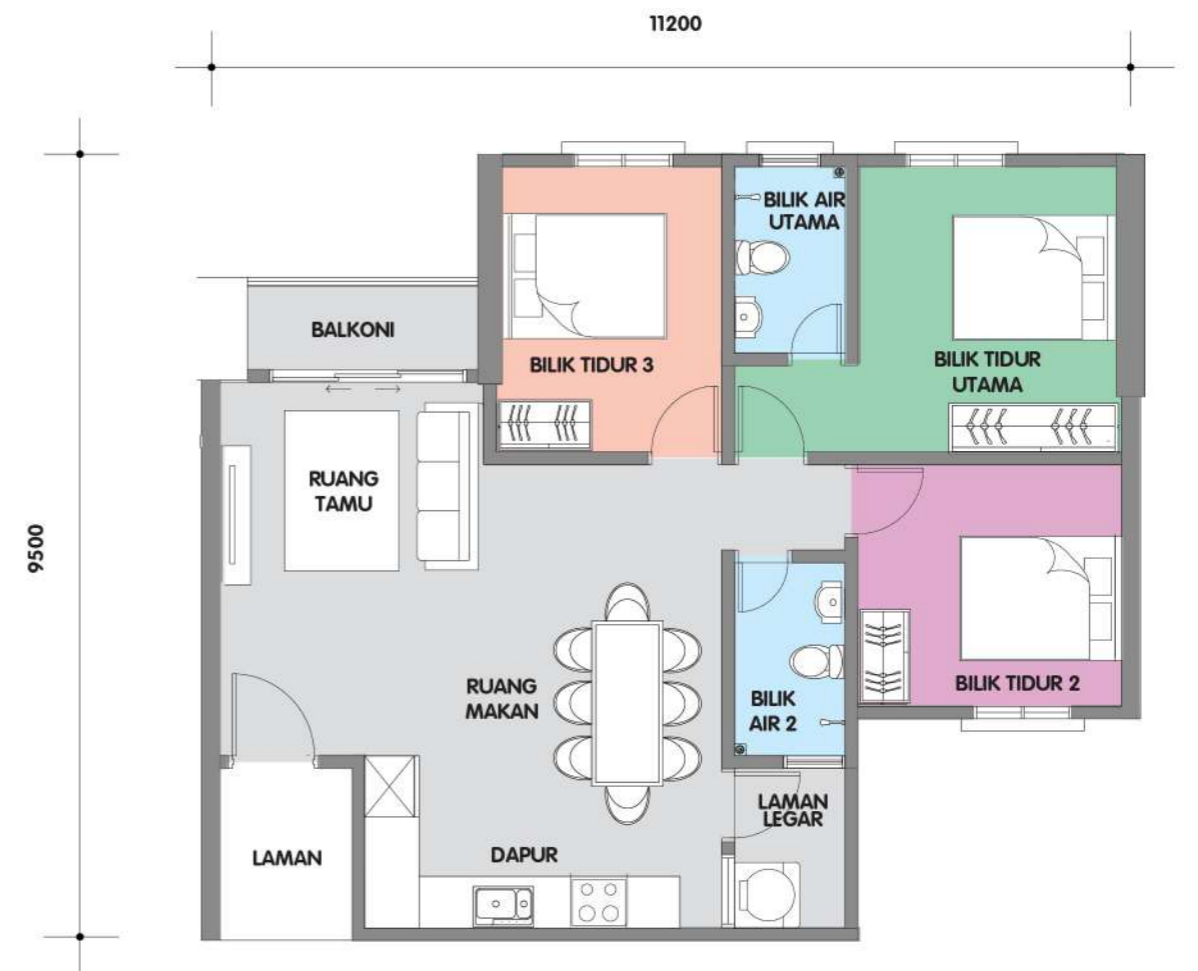 11200
9500
BILIK AIR
UTAMA
BALKONI
BILIK TIDUR 3
BILIK TIDUR
UTAMA
RUANG
TAMU
RUANG
MAKAN
BILIK
AIR 2
BILIK TIDUR 2
LAMAN
LEGAR
LAMAN
DAPUR